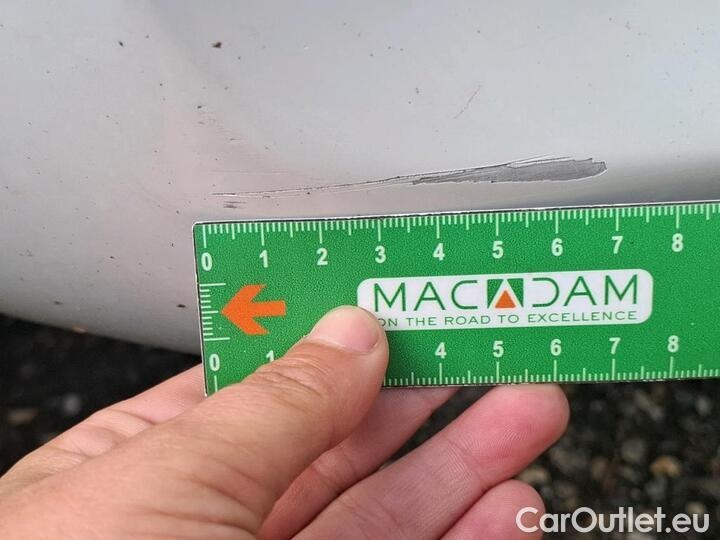 0 1 2 3 4 5 6 7 8
MACADAM
ON THE ROAD TO EXCELLENCE
0 1 4 5 6 7 8
CarOutlet.eu